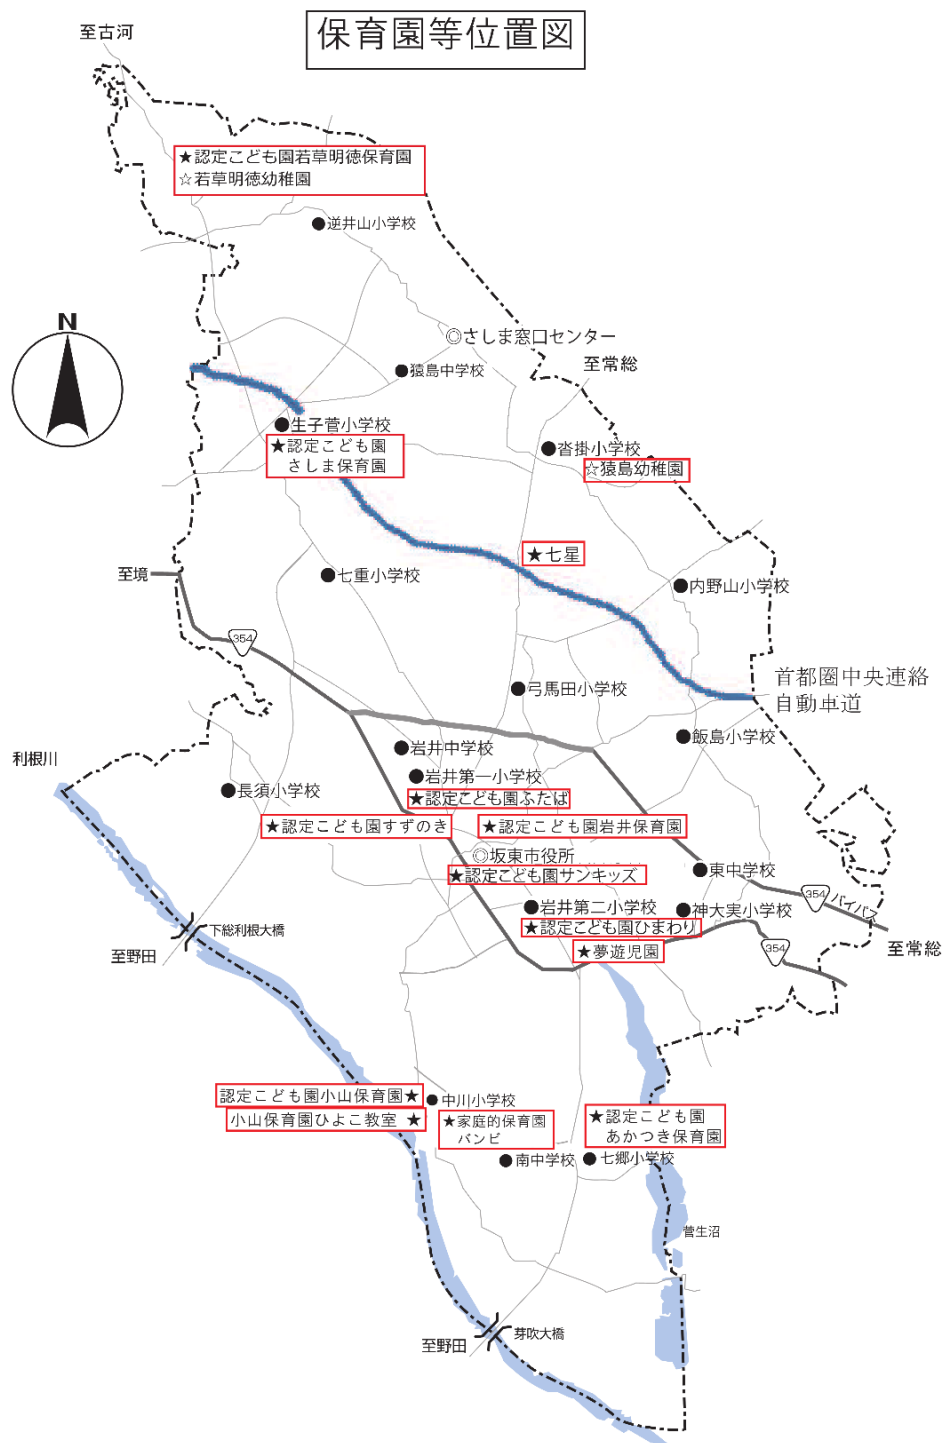 保育園等位置図
至古河
★認定こども園若草明徳保育園
☆若草明徳幼稚園
●逆井山小学校
N
◎さしま窓口センター
至常総
●猿島中学校
●生子菅小学校
★認定こども園
さしま保育園
●沓掛小学校
☆猿島幼稚園
★七星
至境
●七重小学校
●内野山小学校
354
首都圏中央連絡
自動車道
●弓馬田小学校
●飯島小学校
●岩井中学校
利根川
●岩井第一小学校
●長須小学校
★認定こども園ふたば
★認定こども園すずのき
★認定こども園岩井保育園
◎坂東市役所
★認定こども園サンキッズ
●東中学校
354
バイパス
●岩井第二小学校
●神大実小学校
★認定こども園ひまわり
下総利根大橋
至野田
★夢遊児園
354
至常総
認定こども園小山保育園★
小山保育園ひよこ教室 ★
●中川小学校
★家庭的保育園
バンビ
★認定こども園
あかつき保育園
●南中学校
●七郷小学校
菅生沼
芽吹大橋
至野田